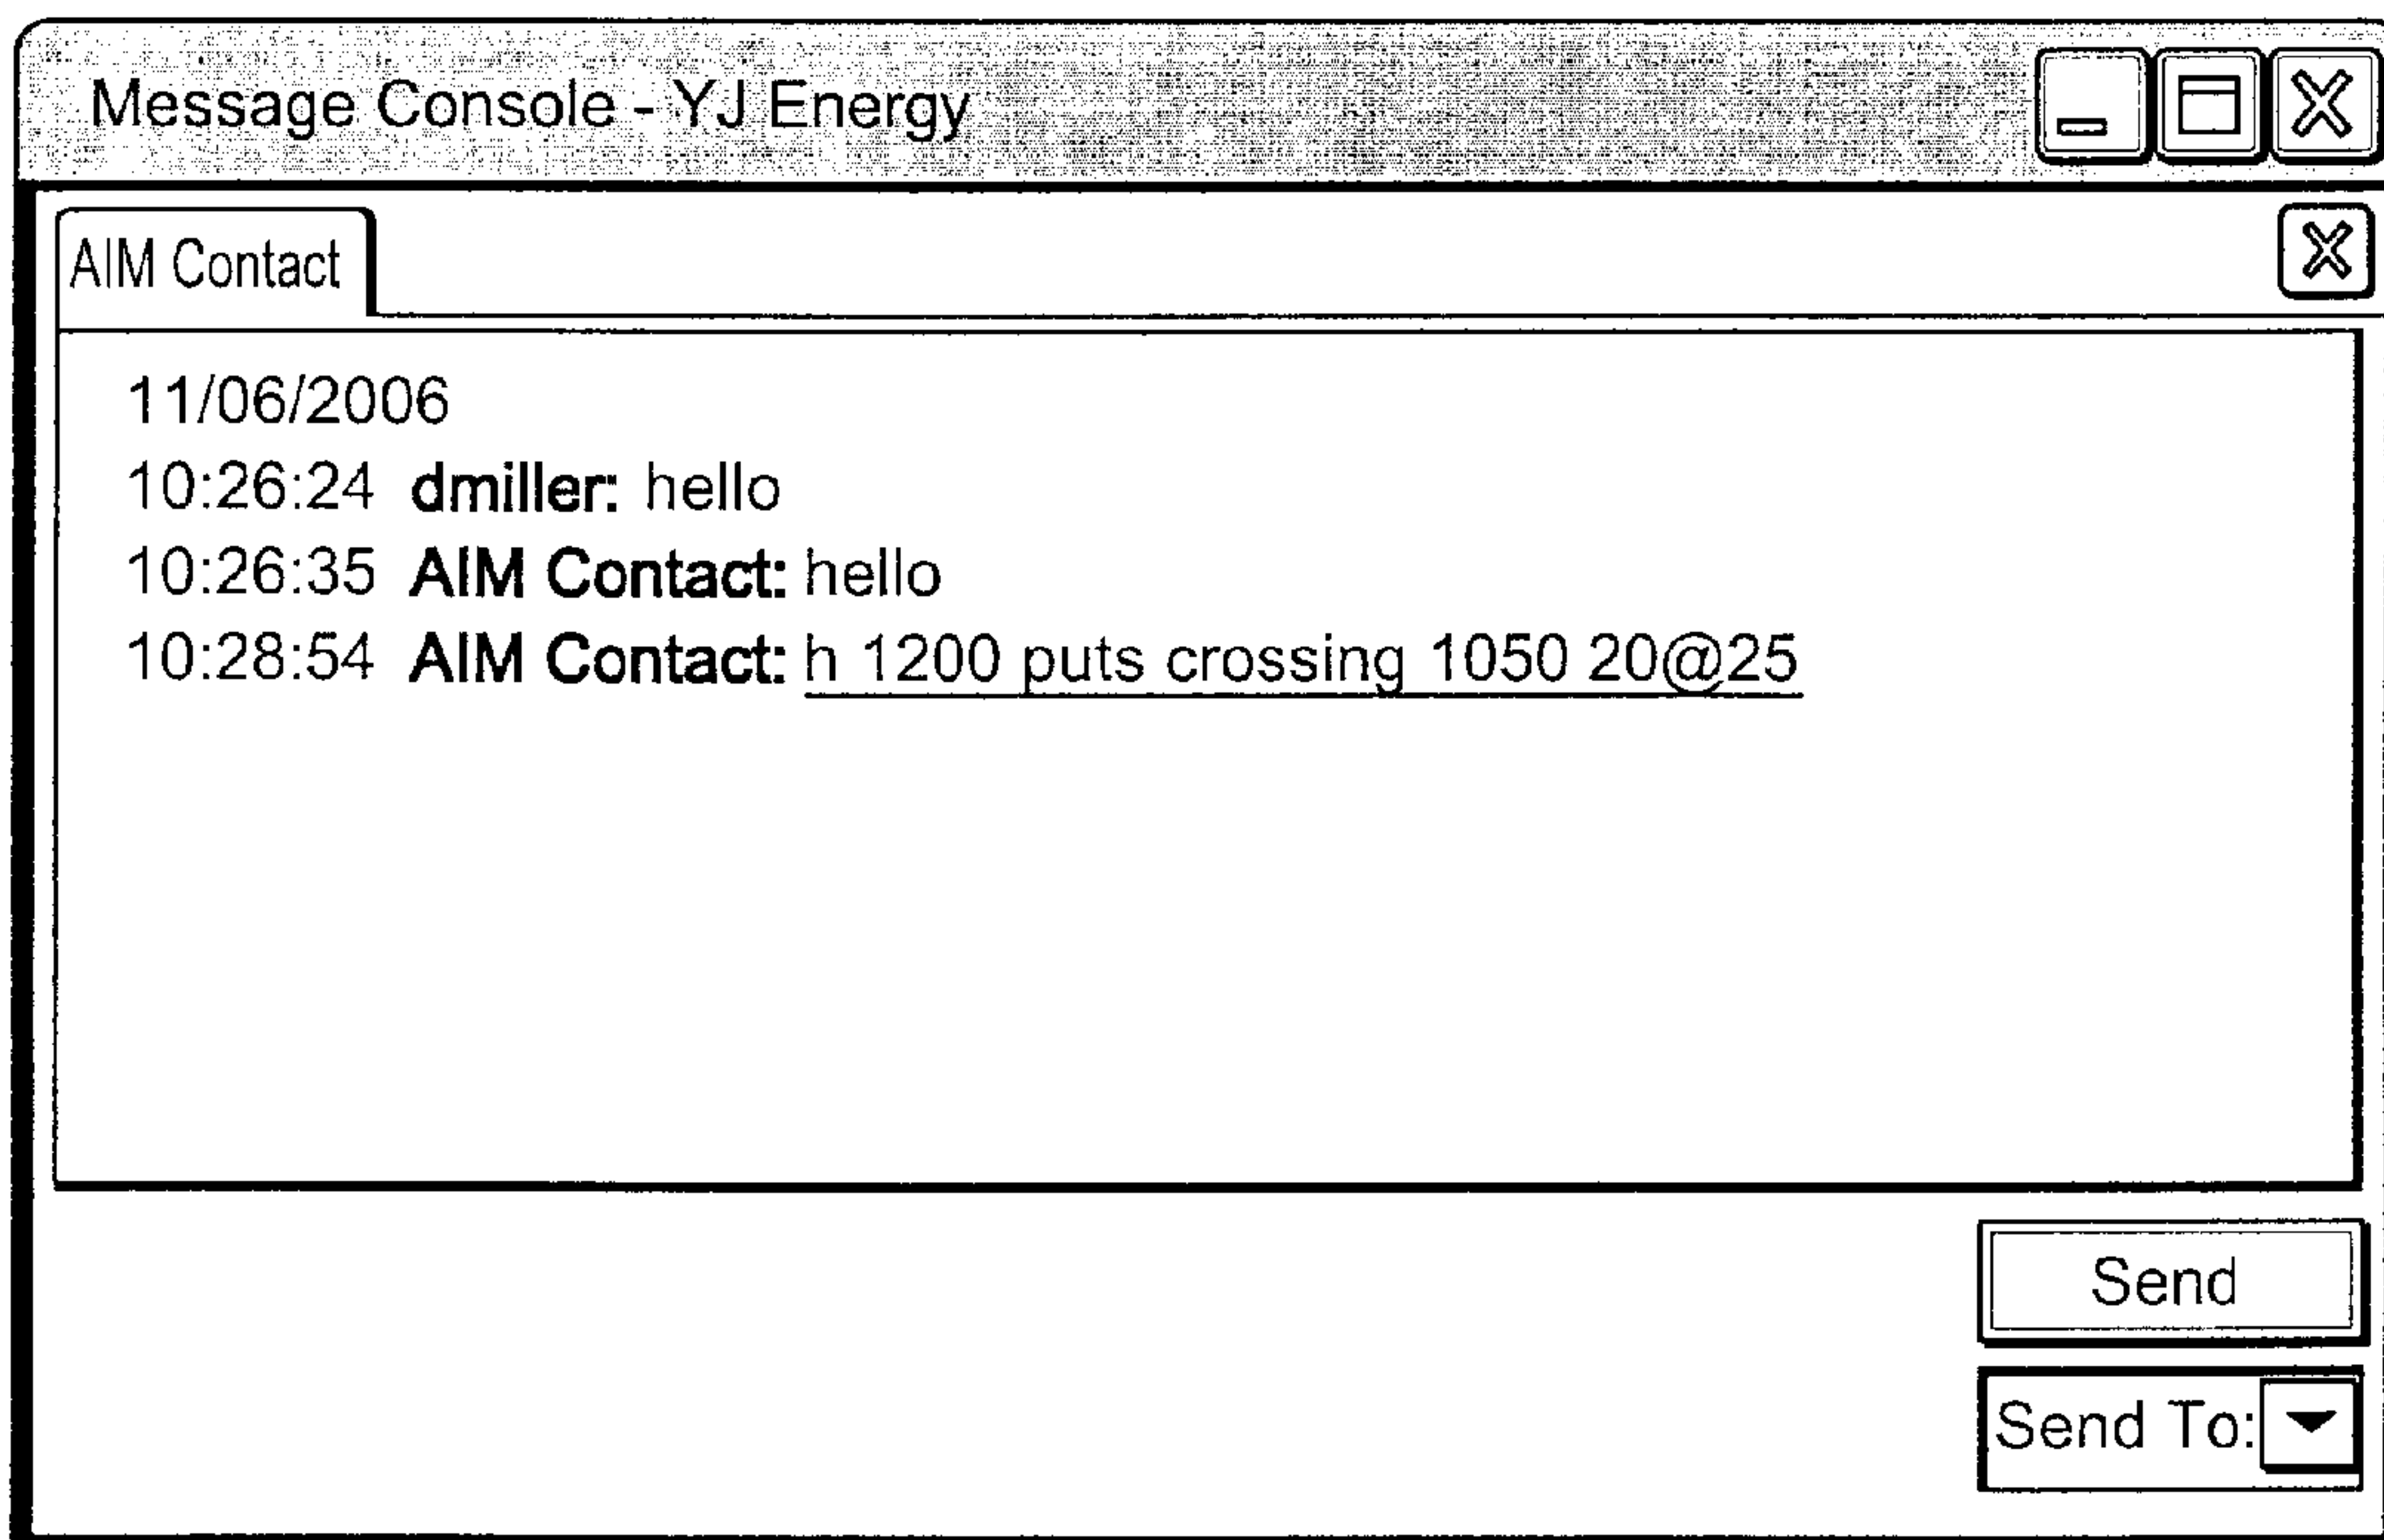 Message Console - YJ Energy
AIM Contact
11/06/2006
10:26:24 dmiller: hello
10:26:35 AIM Contact: hello
10:28:54 AIM Contact: h 1200 puts crossing 1050 20@25
Send
Send To: